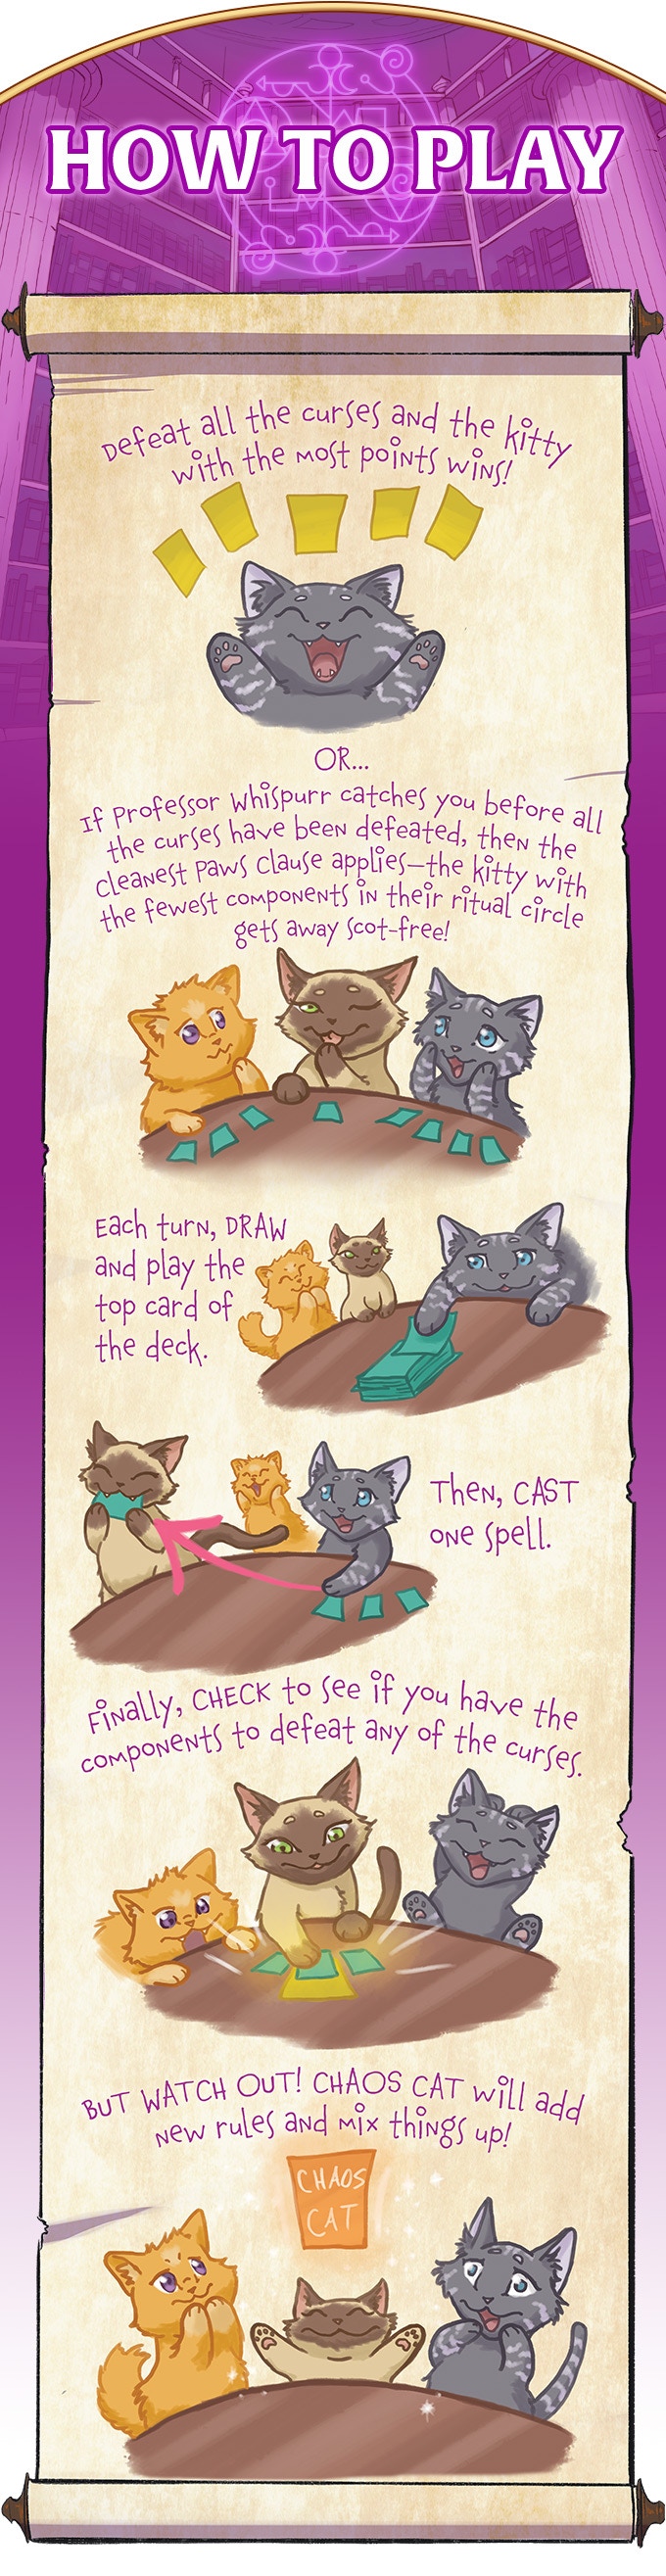 HOW TO PLAY
Defeat all the curses and the kitty
with the most points wins!
OR...
If Professor Whispurr catches you before all
the curses have been defeated, then the
Cleanest Paws Clause applies—the kitty with
the fewest components in their ritual circle
gets away scot-free!
Each turn, DRAW
and play the
top card of
the deck.
Then, CAST
one spell.
Finally, CHECK to see if you have the
components to defeat any of the curses.
BUT WATCH OUT! CHAOS CAT will add
new rules and mix things up!
CHAOS
CAT